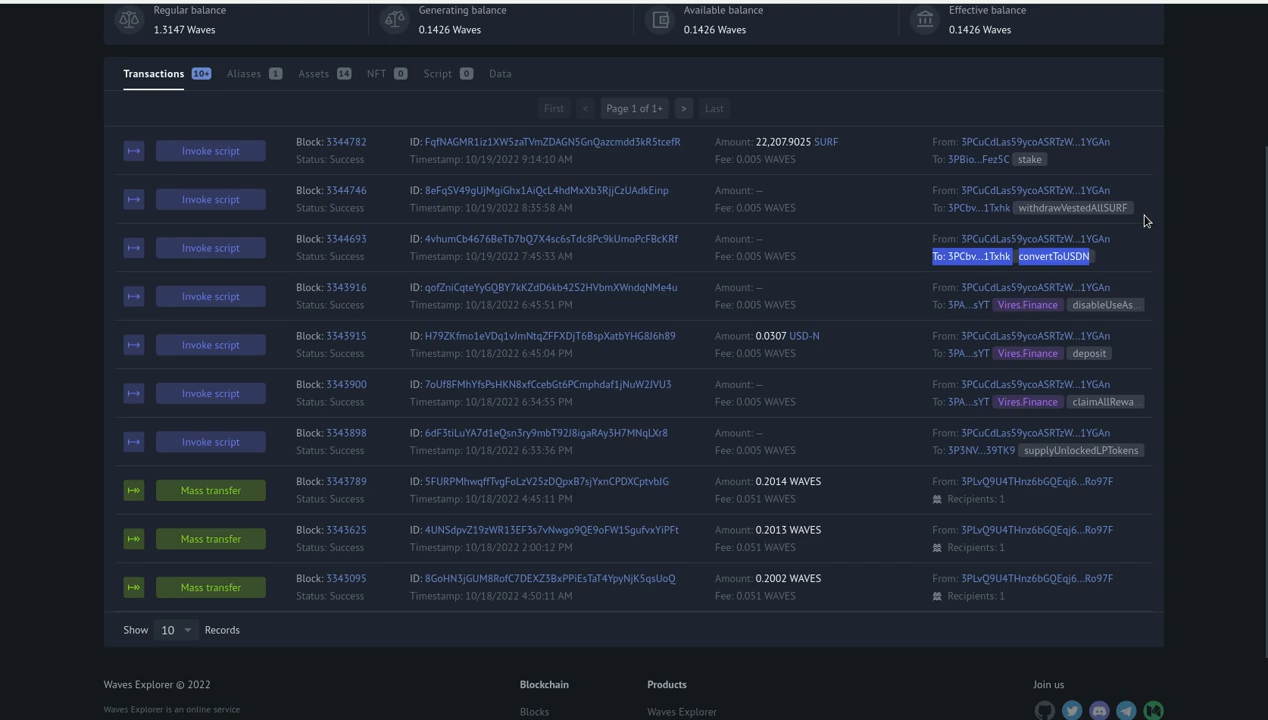 Regular balance
1.3147 Waves
Generating balance
0.1426 Waves
Available balance
0.1426 Waves
Effective balance
0.1426 Waves
Transactions 10+ Aliases 1 Assets 14 NFT 0 Script 0 Data
First < Page 1 of 1+ > Last
Invoke script
Block: 3344782
Status: Success
ID: FqfNAGMR1iz1XW5zaTVmZDAGN5GnQazcmdd3kR5tcefR
Timestamp: 10/19/2022 9:14:10 AM
Amount: 22,207.9025 SURF
Fee: 0.005 WAVES
From: 3PCuCdLas59ycoASRTzW...1YGAn
To: 3PBio...Fez5C stake
Invoke script
Block: 3344746
Status: Success
ID: 8eFqSV49gUjMgiGhx1AiQcL4hdMxXb3RjjCzUAdkEinp
Timestamp: 10/19/2022 8:35:58 AM
Amount: —
Fee: 0.005 WAVES
From: 3PCuCdLas59ycoASRTzW...1YGAn
To: 3PCbv...1Txhk withdrawVestedAllSURF
Invoke script
Block: 3344693
Status: Success
ID: 4vhumCb4676BeTb7bQ7X4sc6sTdc8Pc9kUmoPcFBcKRf
Timestamp: 10/19/2022 7:45:53 AM
Amount: —
Fee: 0.005 WAVES
From: 3PCuCdLas59ycoASRTzW...1YGAn
To: 3PCbv...1Txhk convertToUSDN
Invoke script
Block: 3343916
Status: Success
ID: qofZniCqteYyGQBY7kKZdD6kb42S2HVbmXWndqNMe4u
Timestamp: 10/18/2022 6:45:51 PM
Amount: —
Fee: 0.005 WAVES
From: 3PCuCdLas59ycoASRTzW...1YGAn
To: 3PA...sYT Vires.Finance disableUseAs...
Invoke script
Block: 3343915
Status: Success
ID: H79ZKfmo1eVDq1vJmNtqZFFXDjT6BspXatbYHG8J6h89
Timestamp: 10/18/2022 6:45:04 PM
Amount: 0.0307 USD-N
Fee: 0.005 WAVES
From: 3PCuCdLas59ycoASRTzW...1YGAn
To: 3PA...sYT Vires.Finance deposit
Invoke script
Block: 3343900
Status: Success
ID: 7oUf8FMhYfsPsHKN8xfCcebGt6PCmphdaf1jNuW2JVU3
Timestamp: 10/18/2022 6:34:55 PM
Amount: —
Fee: 0.005 WAVES
From: 3PCuCdLas59ycoASRTzW...1YGAn
To: 3PA...sYT Vires.Finance claimAllRewa...
Invoke script
Block: 3343898
Status: Success
ID: 6dF3tiLuYA7d1eQsn3ry9mbT92J8igaRAy3H7MNqLXr8
Timestamp: 10/18/2022 6:33:36 PM
Amount: —
Fee: 0.005 WAVES
From: 3PCuCdLas59ycoASRTzW...1YGAn
To: 3P3NV...39TK9 supplyUnlockedLPTokens
Mass transfer
Block: 3343789
Status: Success
ID: 5FURPMhwqffTvgFoLzV25zDQpxB7sjYxnCPDXCptvbJG
Timestamp: 10/18/2022 4:45:11 PM
Amount: 0.2014 WAVES
Fee: 0.051 WAVES
From: 3PLvQ9U4THnz6bGQEqj6...Ro97F
Recipients: 1
Mass transfer
Block: 3343625
Status: Success
ID: 4UNSdpvZ19zWR13EF3s7vNwgo9QE9oFW1SgufvxYiPFt
Timestamp: 10/18/2022 2:00:12 PM
Amount: 0.2013 WAVES
Fee: 0.051 WAVES
From: 3PLvQ9U4THnz6bGQEqj6...Ro97F
Recipients: 1
Mass transfer
Block: 3343095
Status: Success
ID: 8GoHN3jGUM8RofC7DEXZ3BxPPiEsTaT4YpyNjK5qsUoQ
Timestamp: 10/18/2022 4:50:11 AM
Amount: 0.2002 WAVES
Fee: 0.051 WAVES
From: 3PLvQ9U4THnz6bGQEqj6...Ro97F
Recipients: 1
Show 10 Records
Waves Explorer © 2022
Waves Explorer is an online service
Blockchain
Blocks
Products
Waves Explorer
Join us